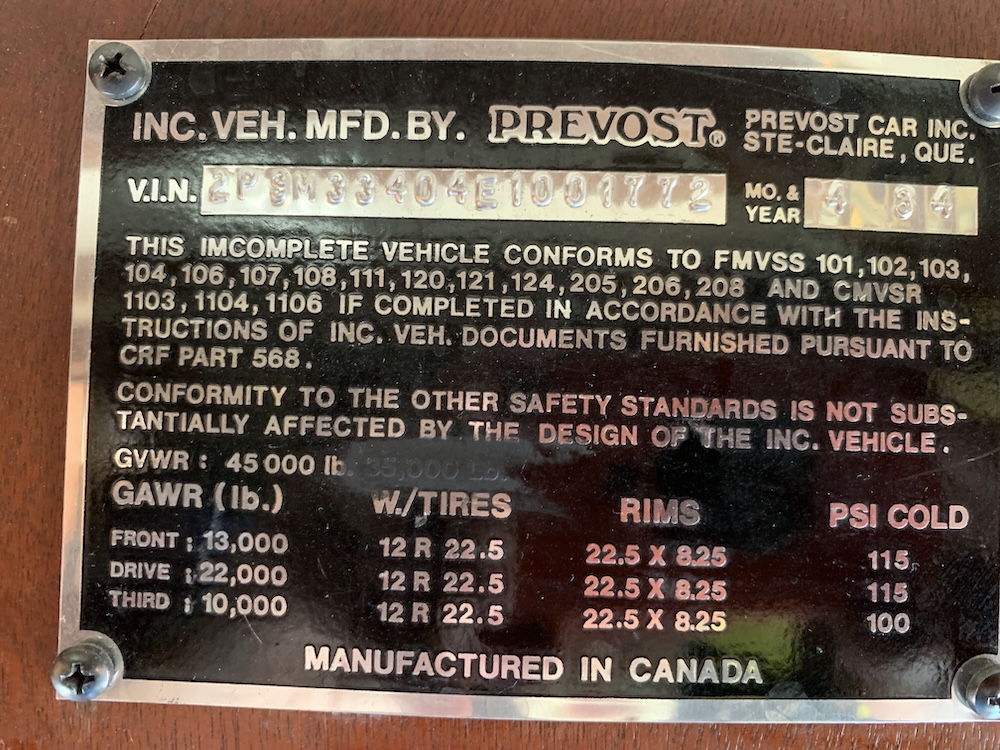 INC. VEH. MFD. BY. PREVOST® PREVOST CAR INC.
STE-CLAIRE, QUE.
V.I.N. 2P9M33404E1001772 MO. & YEAR 4 84
THIS IMCOMPLETE VEHICLE CONFORMS TO FMVSS 101, 102, 103,
104, 106, 107, 108, 111, 120, 121, 124, 205, 206, 208 AND CMVSR
1103, 1104, 1106 IF COMPLETED IN ACCORDANCE WITH THE INS-
TRUCTIONS OF INC. VEH. DOCUMENTS FURNISHED PURSUANT TO
CRF PART 568.
CONFORMITY TO THE OTHER SAFETY STANDARDS IS NOT SUBS-
TANTIALLY AFFECTED BY THE DESIGN OF THE INC. VEHICLE.
GVWR : 45 000 lb. 35,000 Lb.
GAWR (lb.) W./TIRES RIMS PSI COLD
FRONT : 13,000 12 R 22.5 22.5 X 8.25 115
DRIVE : 22,000 12 R 22.5 22.5 X 8.25 115
THIRD : 10,000 12 R 22.5 22.5 X 8.25 100
MANUFACTURED IN CANADA